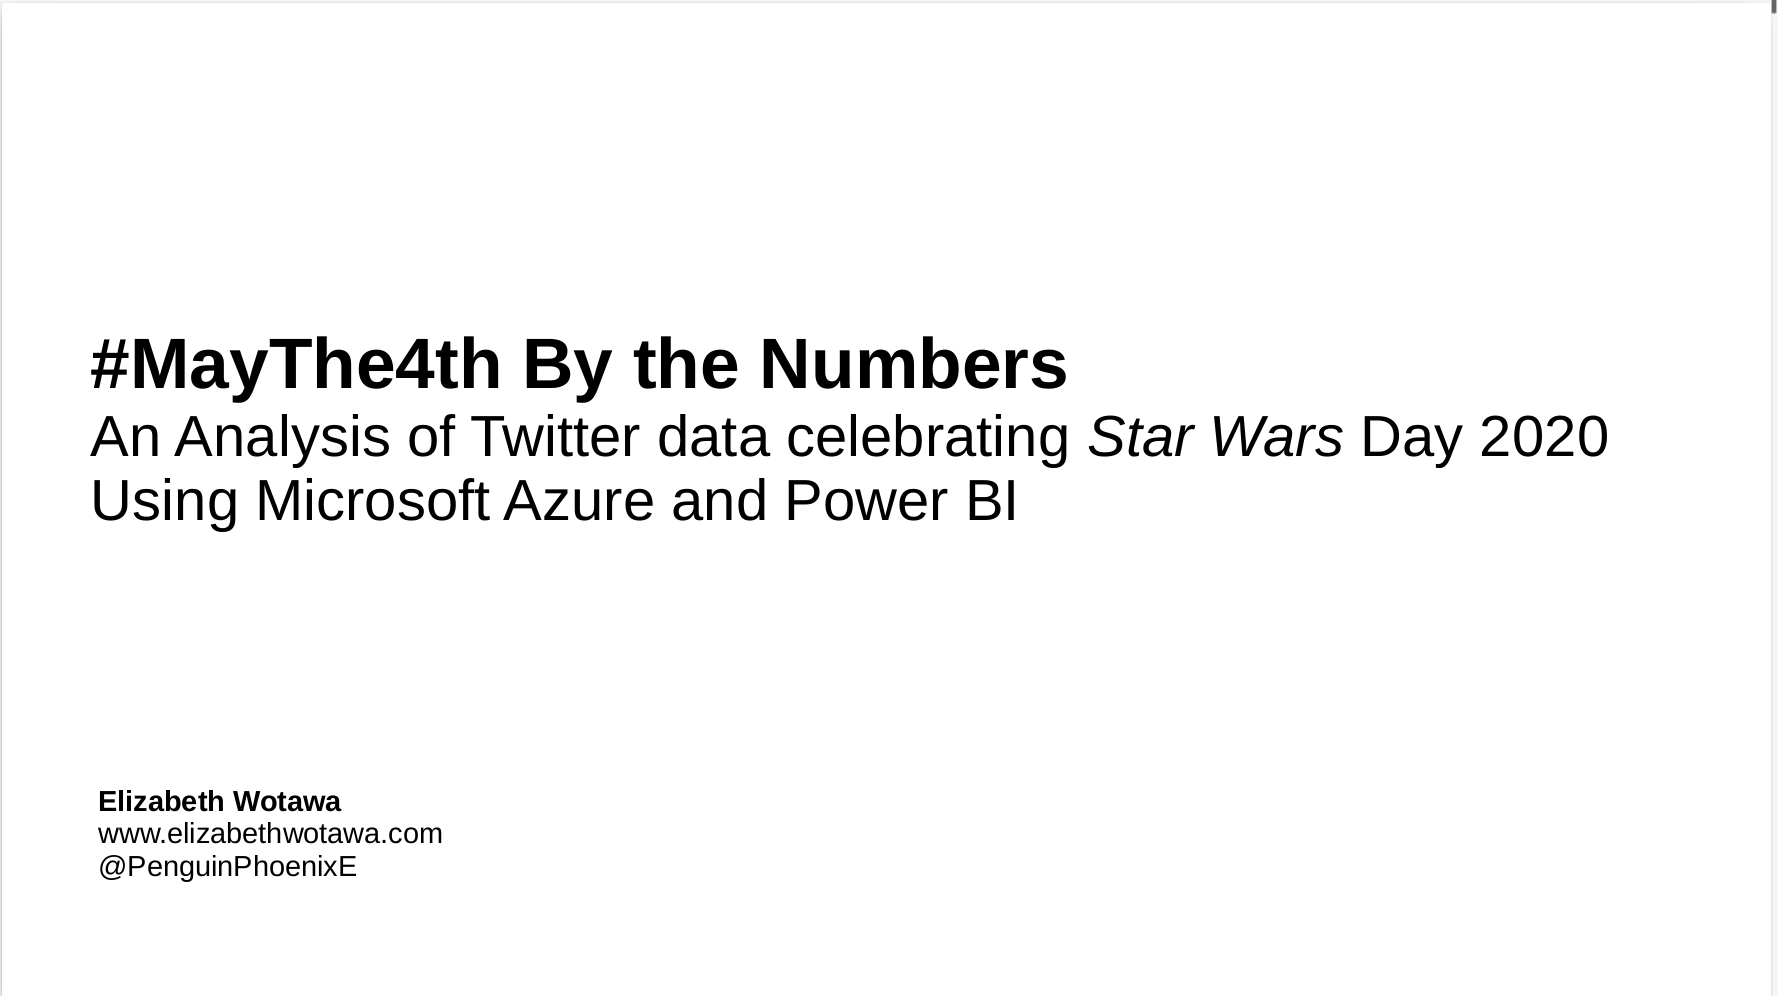 #MayThe4th By the Numbers
An Analysis of Twitter data celebrating Star Wars Day 2020
Using Microsoft Azure and Power BI
Elizabeth Wotawa
www.elizabethwotawa.com
@PenguinPhoenixE